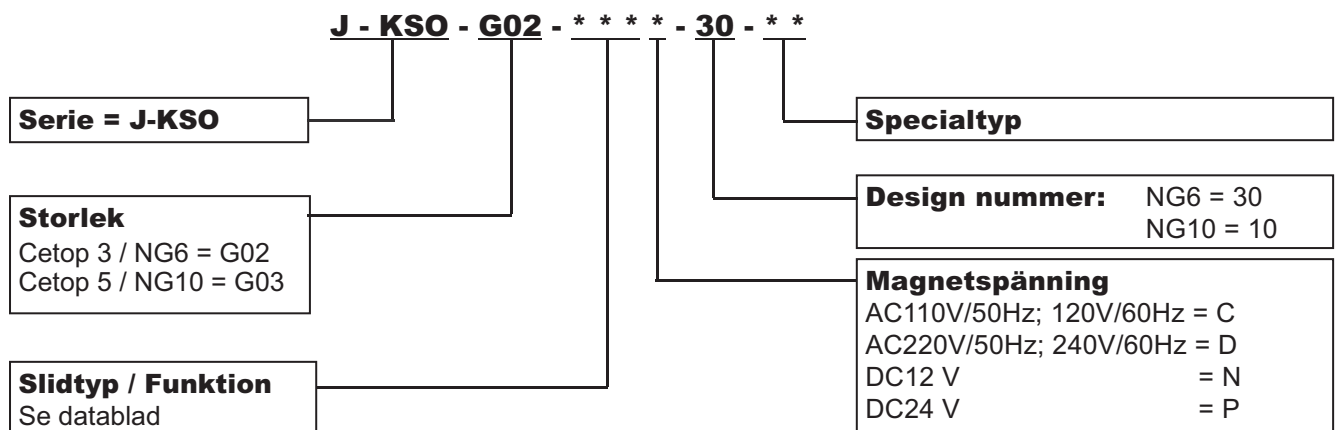 J - KSO - G02 - * * * * - 30 - * *
Serie = J-KSO
Storlek
Cetop 3 / NG6 = G02
Cetop 5 / NG10 = G03
Slidtyp / Funktion
Se datablad
Specialtyp
Design nummer: NG6 = 30
NG10 = 10
Magnetspänning
AC110V/50Hz; 120V/60Hz = C
AC220V/50Hz; 240V/60Hz = D
DC12 V = N
DC24 V = P